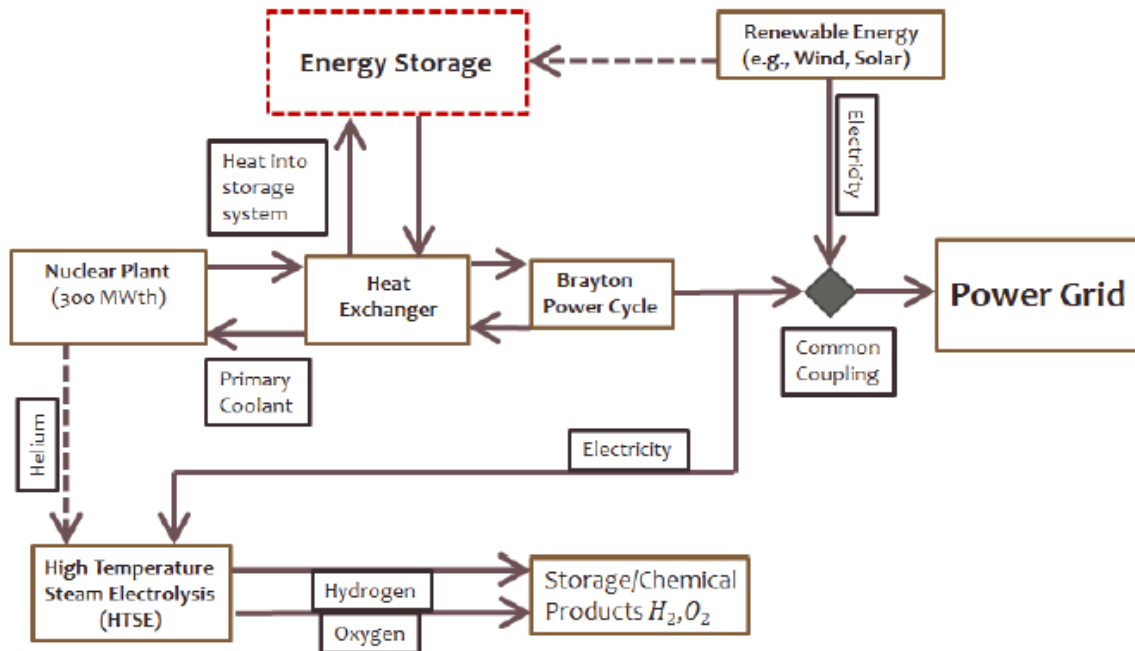 Energy Storage
Renewable Energy
(e.g., Wind, Solar)
Electricity
Heat into
storage
system
Nuclear Plant
(300 MWth)
Heat
Exchanger
Brayton
Power Cycle
Power Grid
Common
Coupling
Primary
Coolant
Helium
Electricity
High Temperature
Steam Electrolysis
(HTSE)
Hydrogen
Oxygen
Storage/Chemical
Products H₂,O₂